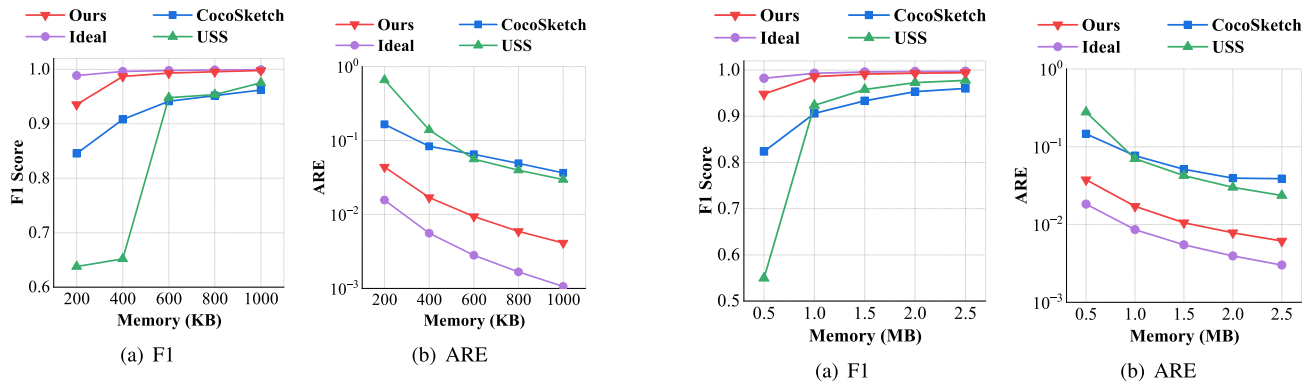 Ours CocoSketch
Ideal USS
F1 Score
1.0
0.9
0.8
0.7
0.6
200 400 600 800 1000
Memory (KB)
(a) F1
Ours CocoSketch
Ideal USS
ARE
10^0
10^-1
10^-2
10^-3
200 400 600 800 1000
Memory (KB)
(b) ARE
Ours CocoSketch
Ideal USS
F1 Score
1.0
0.9
0.8
0.7
0.6
0.5
0.5 1.0 1.5 2.0 2.5
Memory (MB)
(a) F1
Ours CocoSketch
Ideal USS
ARE
10^0
10^-1
10^-2
10^-3
0.5 1.0 1.5 2.0 2.5
Memory (MB)
(b) ARE